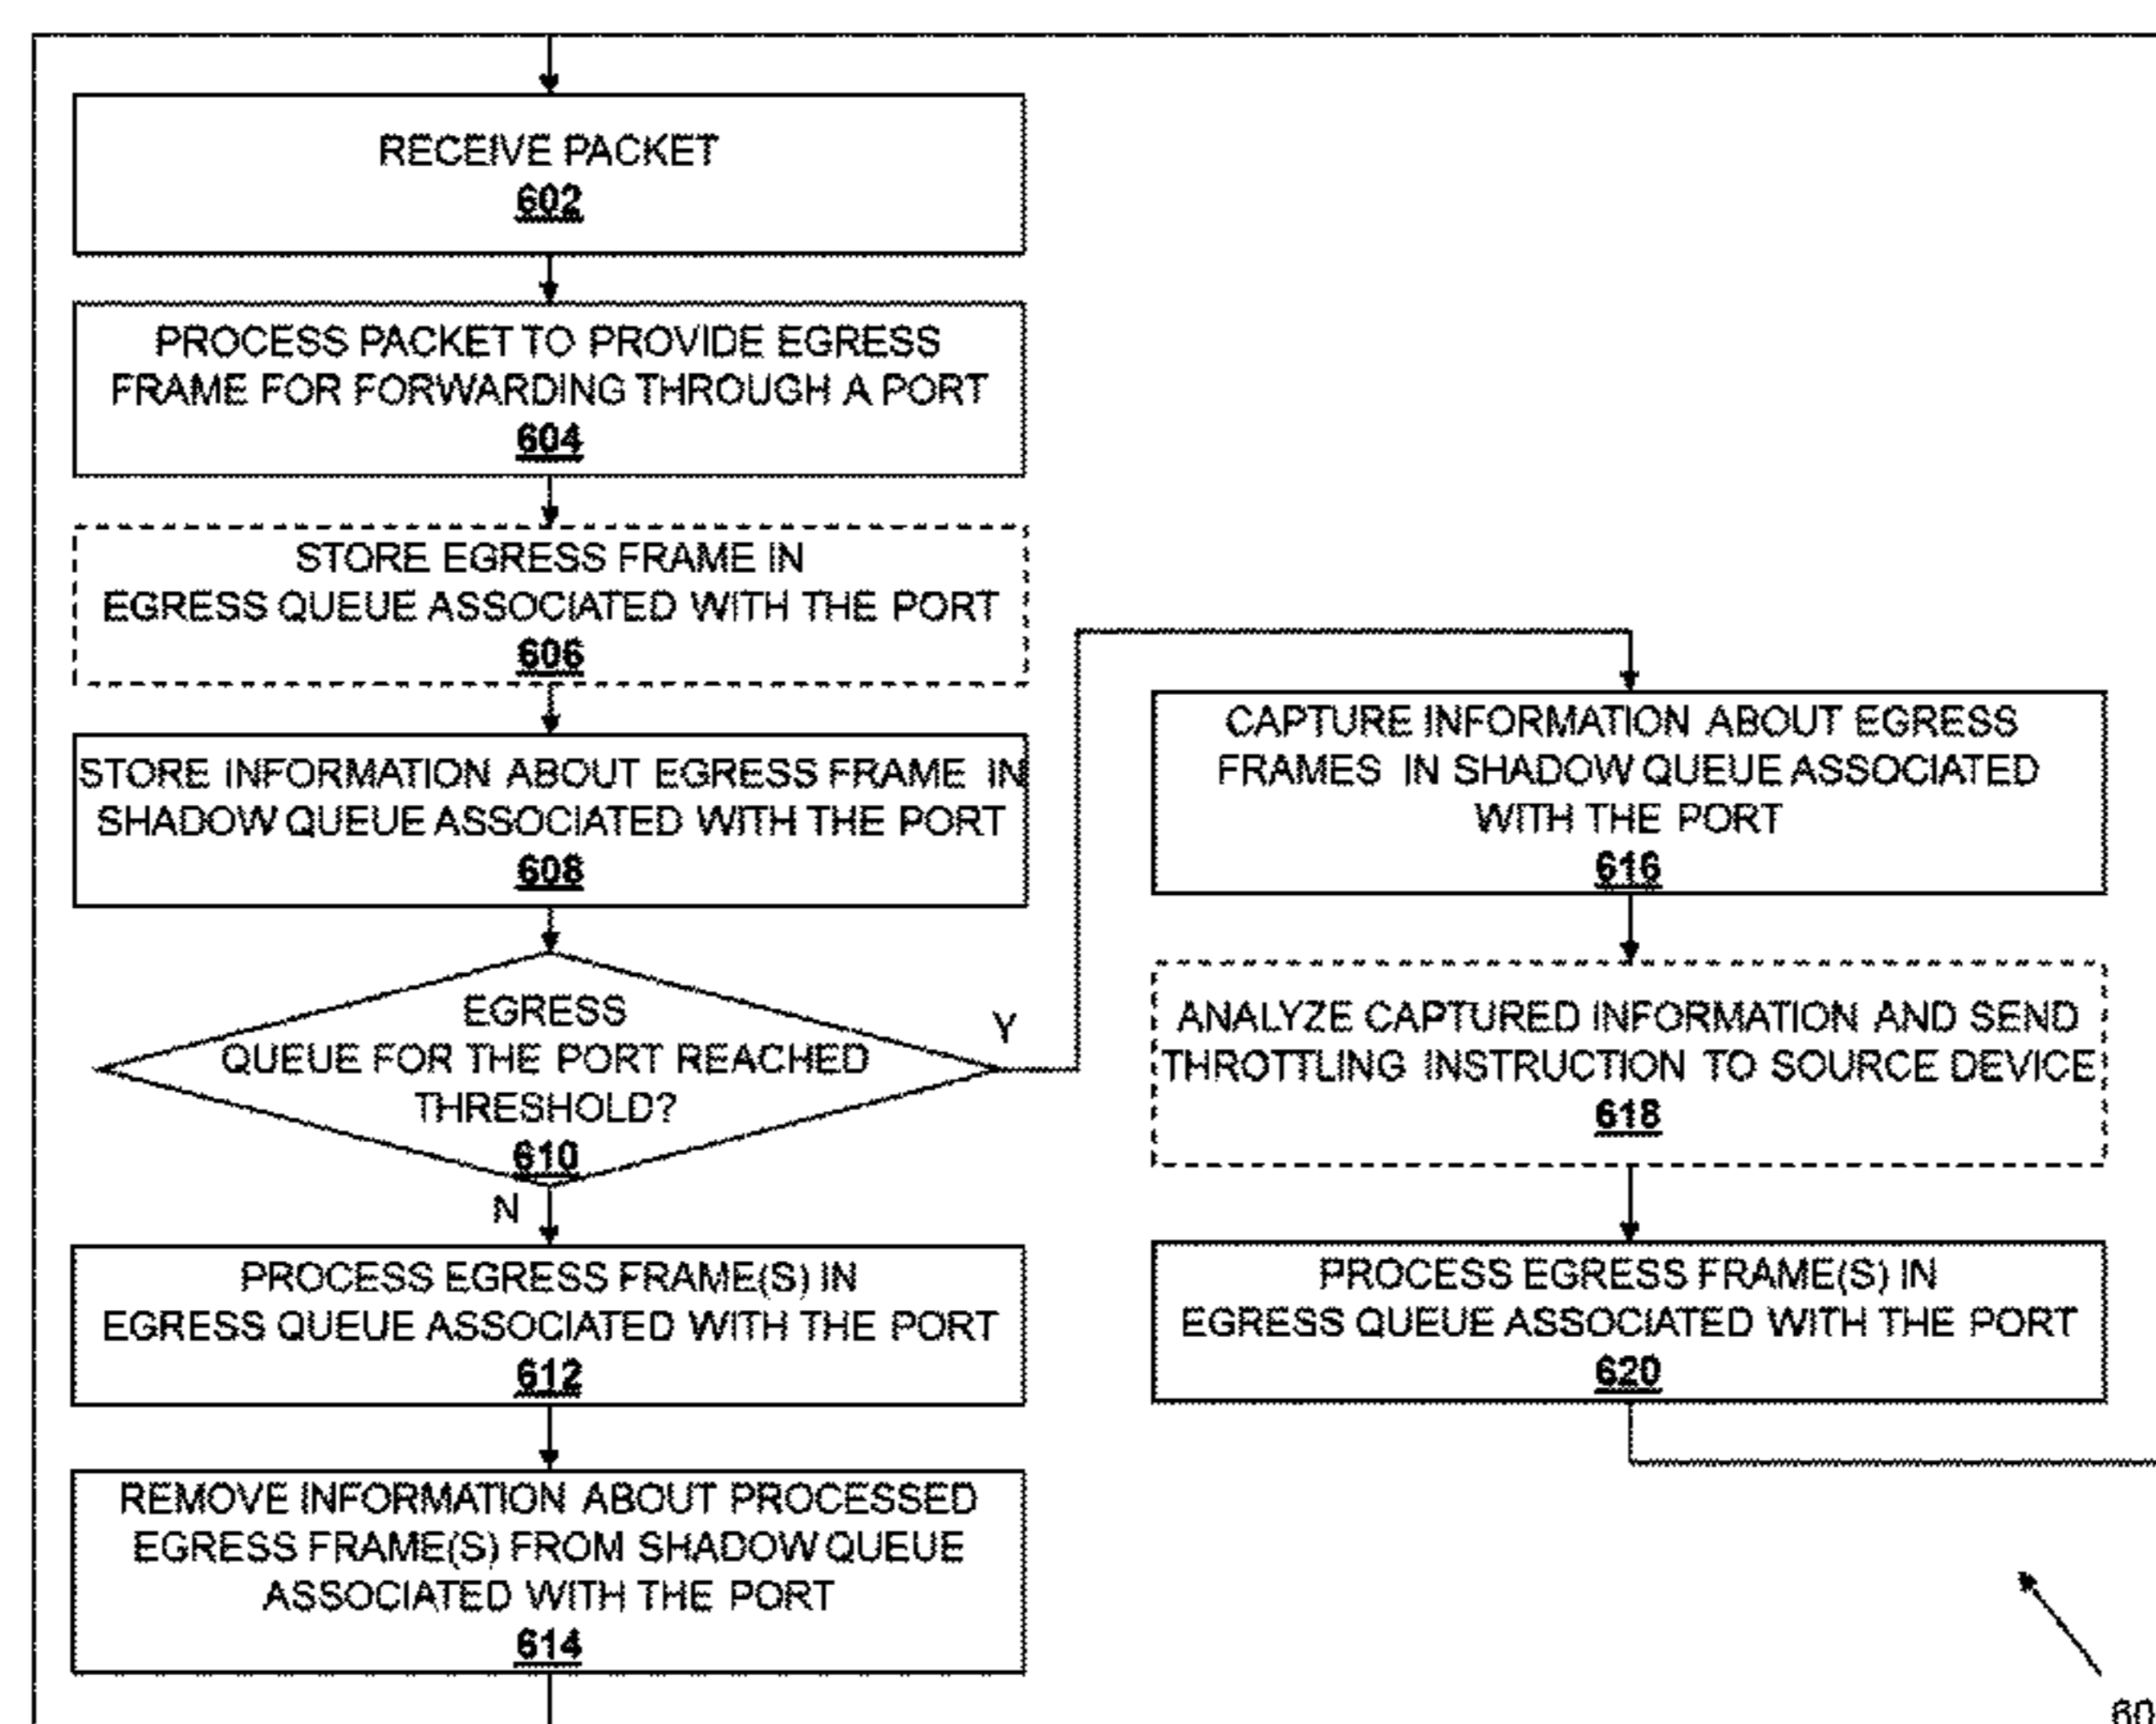 RECEIVE PACKET
602
PROCESS PACKET TO PROVIDE EGRESS
FRAME FOR FORWARDING THROUGH A PORT
604
STORE EGRESS FRAME IN
EGRESS QUEUE ASSOCIATED WITH THE PORT
606
STORE INFORMATION ABOUT EGRESS FRAME IN
SHADOW QUEUE ASSOCIATED WITH THE PORT
608
EGRESS
QUEUE FOR THE PORT REACHED
THRESHOLD?
610
Y
N
PROCESS EGRESS FRAME(S) IN
EGRESS QUEUE ASSOCIATED WITH THE PORT
612
REMOVE INFORMATION ABOUT PROCESSED
EGRESS FRAME(S) FROM SHADOW QUEUE
ASSOCIATED WITH THE PORT
614
CAPTURE INFORMATION ABOUT EGRESS
FRAMES IN SHADOW QUEUE ASSOCIATED
WITH THE PORT
616
ANALYZE CAPTURED INFORMATION AND SEND
THROTTLING INSTRUCTION TO SOURCE DEVICE
618
PROCESS EGRESS FRAME(S) IN
EGRESS QUEUE ASSOCIATED WITH THE PORT
620